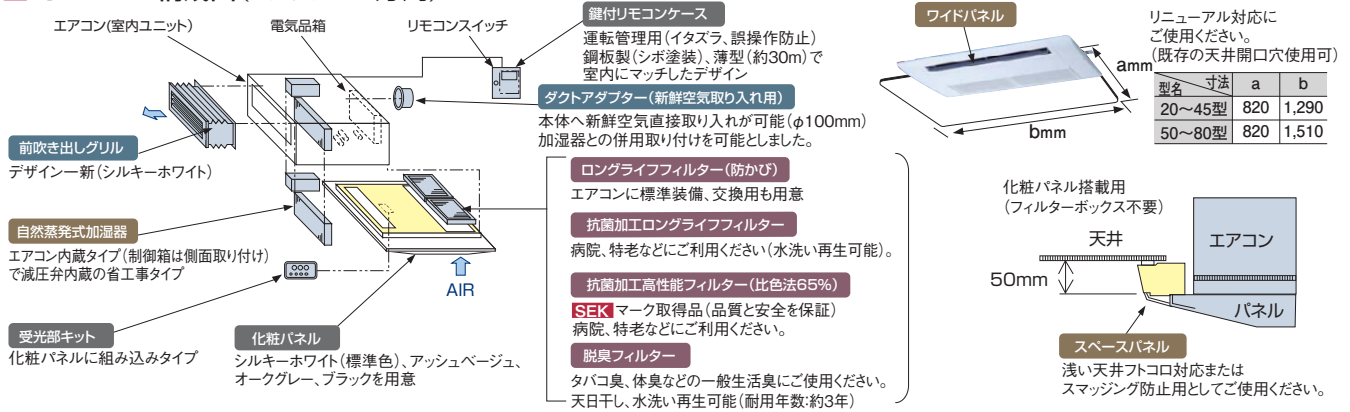 エアコン(室内ユニット)
電気品箱
リモコンスイッチ
前吹き出しグリル
デザイン一新(シルキーホワイト)
自然蒸発式加湿器
エアコン内蔵タイプ(制御箱は側面取り付け)
で減圧弁内蔵の省工事タイプ
受光部キット
化粧パネルに組み込みタイプ
AIR
化粧パネル
シルキーホワイト(標準色)、アッシュベージュ、
オークグレー、ブラックを用意
鍵付リモコンケース
運転管理用(イタズラ、誤操作防止)
鋼板製(シボ塗装)、薄型(約30m)で
室内にマッチしたデザイン
ダクトアダプター(新鮮空気取り入れ用)
本体へ新鮮空気直接取り入れが可能(φ100mm)
加湿器との併用取り付けを可能としました。
ロングライフフィルター(防かび)
エアコンに標準装備、交換用も用意
抗菌加工ロングライフフィルター
病院、特老などにご利用ください(水洗い再生可能)。
抗菌加工高性能フィルター(比色法65%)
SEK マーク取得品(品質と安全を保証)
病院、特老などにご利用ください。
脱臭フィルター
タバコ臭、体臭などの一般生活臭にご使用ください。
天日干し、水洗い再生可能(耐用年数:約3年)
ワイドパネル
amm
bmm
リニューアル対応に
ご使用ください。
(既存の天井開口穴使用可)
型名 寸法 a b
20〜45型 820 1,290
50〜80型 820 1,510
化粧パネル搭載用
(フィルターボックス不要)
天井
エアコン
50mm
パネル
スペースパネル
浅い天井フトコロ対応または
スマッジング防止用としてご使用ください。